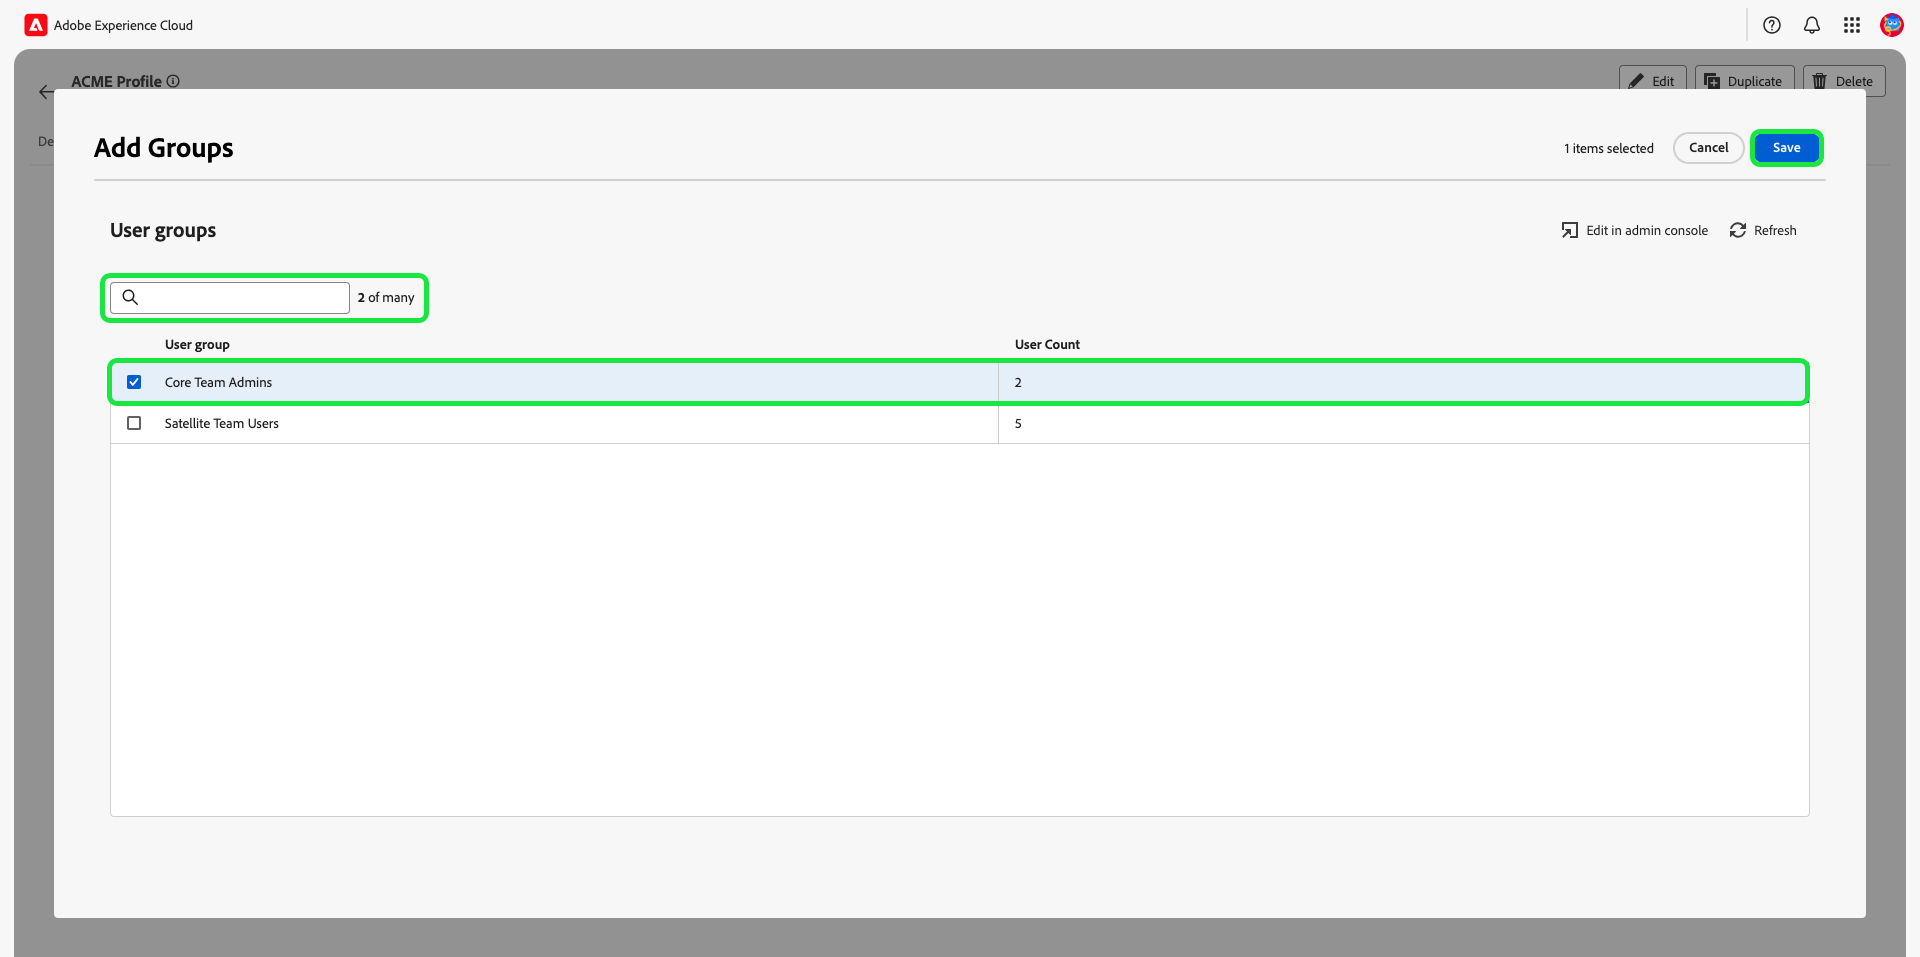 Adobe Experience Cloud
ACME Profile
Edit
Duplicate
Delete
De
Add Groups
1 items selected
Cancel
Save
User groups
Edit in admin console
Refresh
2 of many
User group
User Count
Core Team Admins
2
Satellite Team Users
5